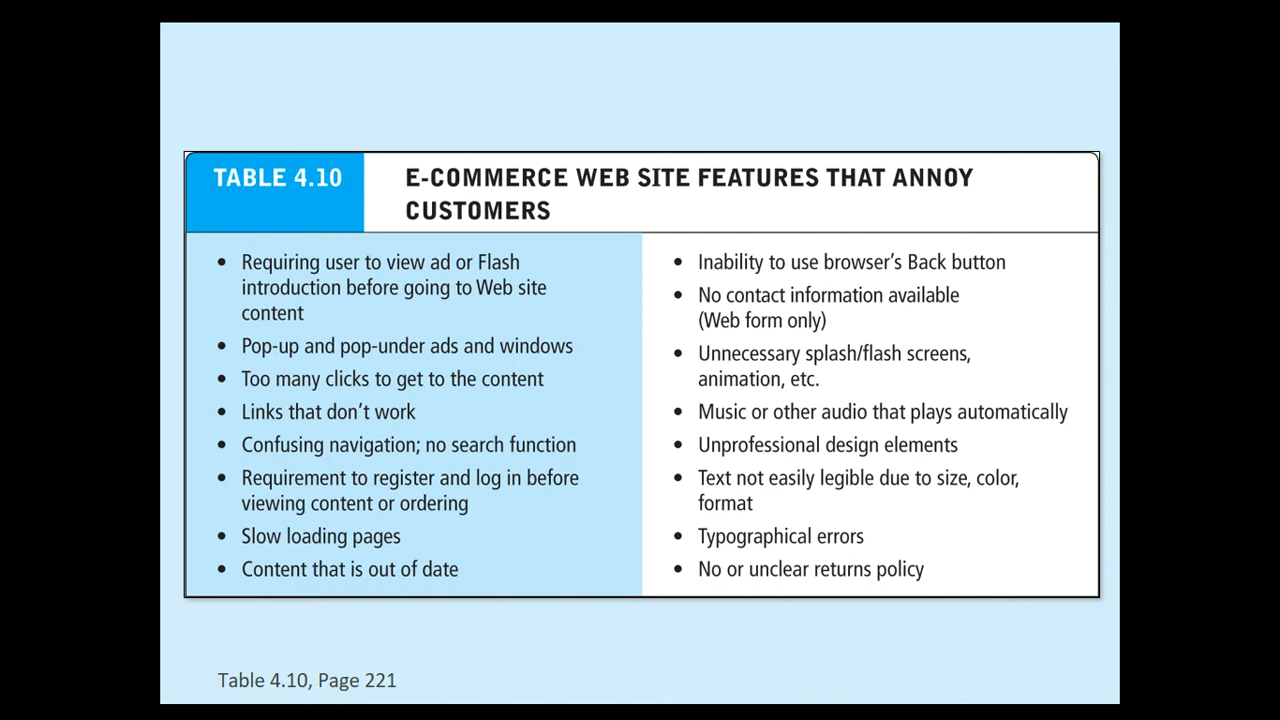 TABLE 4.10
E-COMMERCE WEB SITE FEATURES THAT ANNOY
CUSTOMERS
• Requiring user to view ad or Flash
introduction before going to Web site
content
• Pop-up and pop-under ads and windows
• Too many clicks to get to the content
• Links that don’t work
• Confusing navigation; no search function
• Requirement to register and log in before
viewing content or ordering
• Slow loading pages
• Content that is out of date
• Inability to use browser’s Back button
• No contact information available
(Web form only)
• Unnecessary splash/flash screens,
animation, etc.
• Music or other audio that plays automatically
• Unprofessional design elements
• Text not easily legible due to size, color,
format
• Typographical errors
• No or unclear returns policy
Table 4.10, Page 221